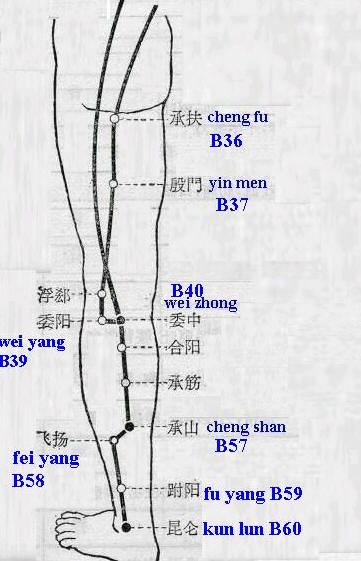 承扶 cheng fu
B36
殷門 yin men
B37
浮郄
B40
wei zhong
委阳
委中
wei yang
B39
合阳
承筋
承山 cheng shan
B57
飞扬
fei yang
B58
跗阳 fu yang B59
昆仑 kun lun B60